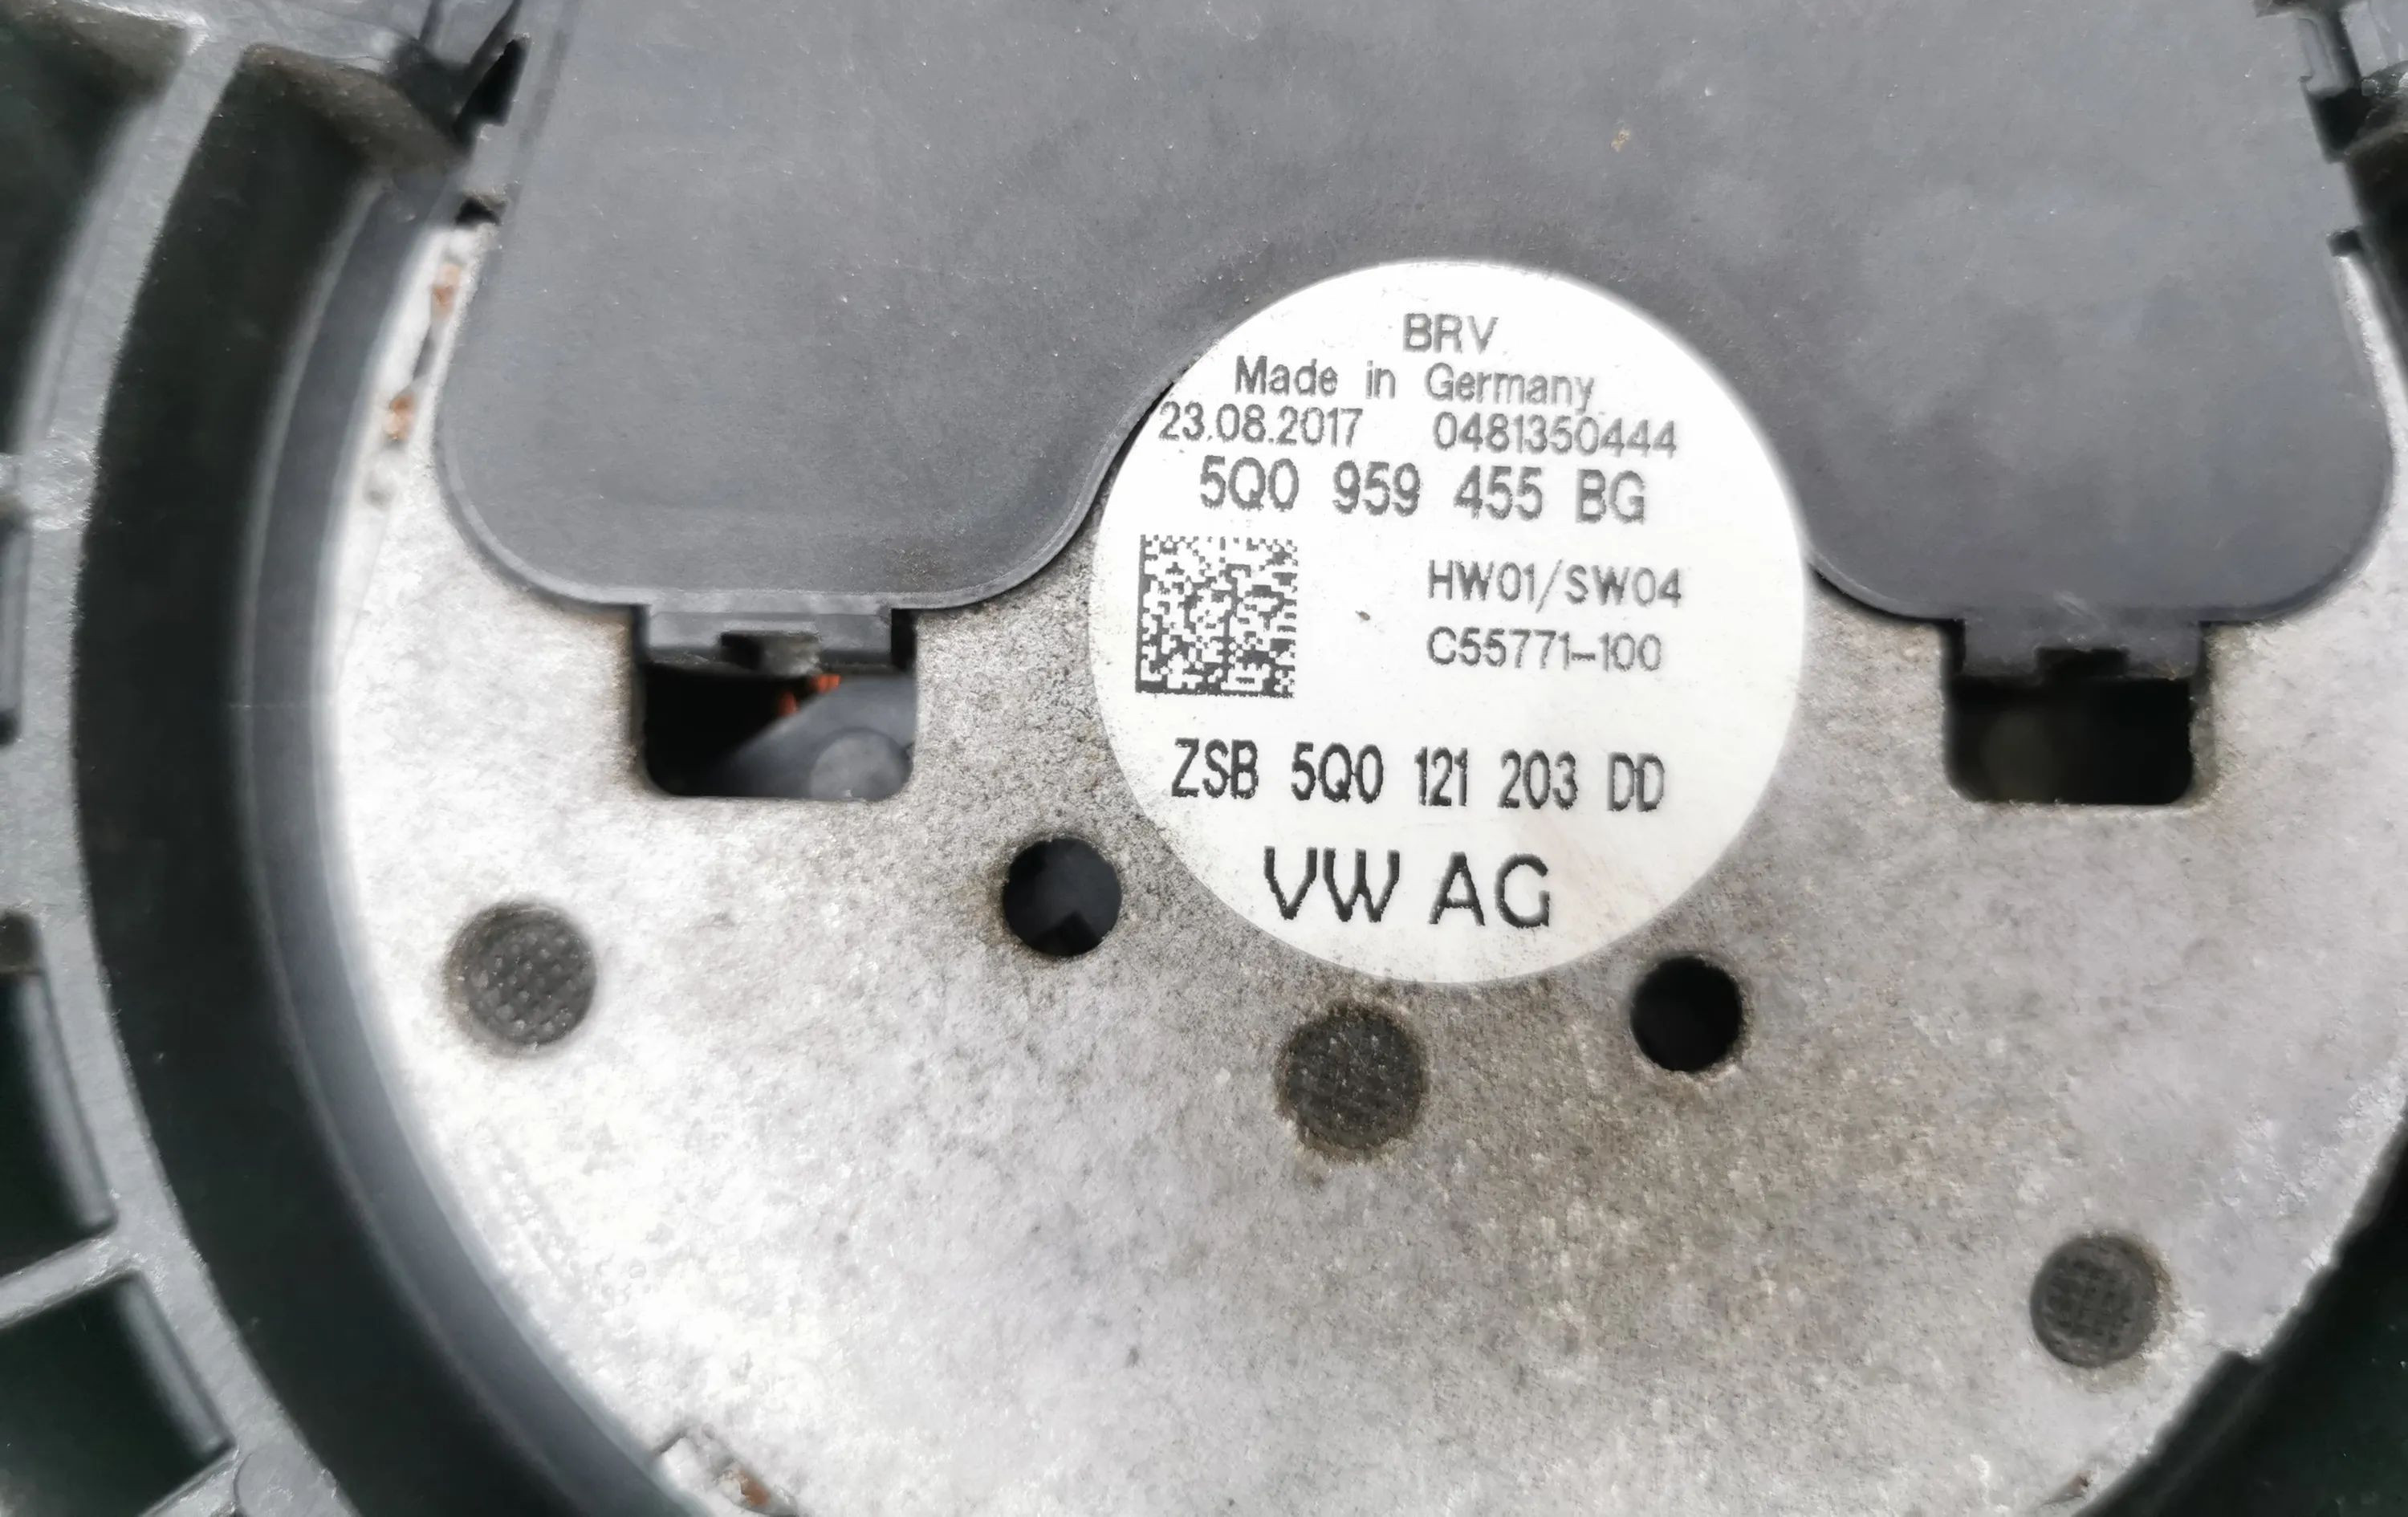 BRV
Made in Germany
23.08.2017 0481350444
5Q0 959 455 BG
HW01/SW04
C55771-100
ZSB 5Q0 121 203 DD
VW AG